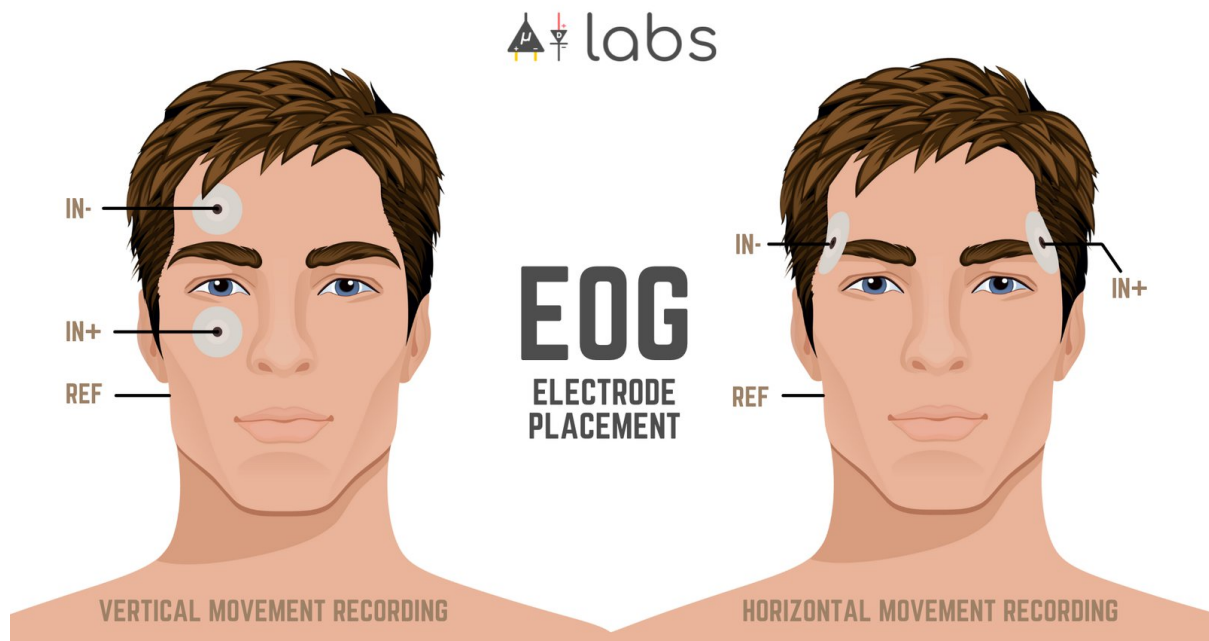 μ labs
IN-
IN+
REF
VERTICAL MOVEMENT RECORDING
EOG
ELECTRODE
PLACEMENT
IN-
IN+
REF
HORIZONTAL MOVEMENT RECORDING